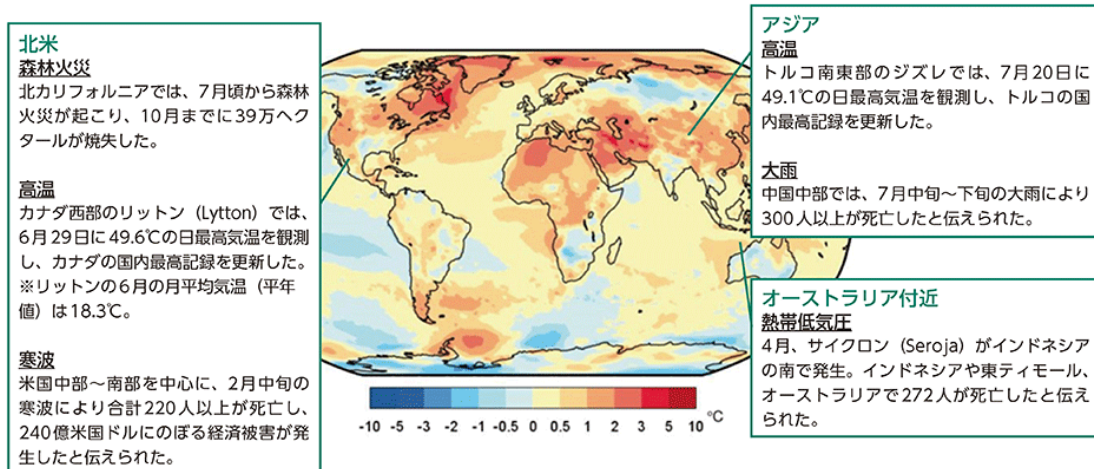 北米
森林火災
北カリフォルニアでは、7月頃から森林
火災が起こり、10月までに39万ヘク
タールが焼失した。
高温
カナダ西部のリットン（Lytton）では、
6月29日に49.6℃の日最高気温を観測
し、カナダの国内最高記録を更新した。
※リットンの6月の月平均気温（平年
値）は18.3℃。
寒波
米国中部～南部を中心に、2月中旬の
寒波により合計220人以上が死亡し、
240億米国ドルにのぼる経済被害が発
生したと伝えられた。
アジア
高温
トルコ南東部のジズレでは、7月20日に
49.1℃の日最高気温を観測し、トルコの国
内最高記録を更新した。
大雨
中国中部では、7月中旬～下旬の大雨により
300人以上が死亡したと伝えられた。
オーストラリア付近
熱帯低気圧
4月、サイクロン（Seroja）がインドネシア
の南で発生。インドネシアや東ティモール、
オーストラリアで272人が死亡したと伝え
られた。
-10 -5 -3 -2 -1 -0.5 0 0.5 1 2 3 5 10 ℃